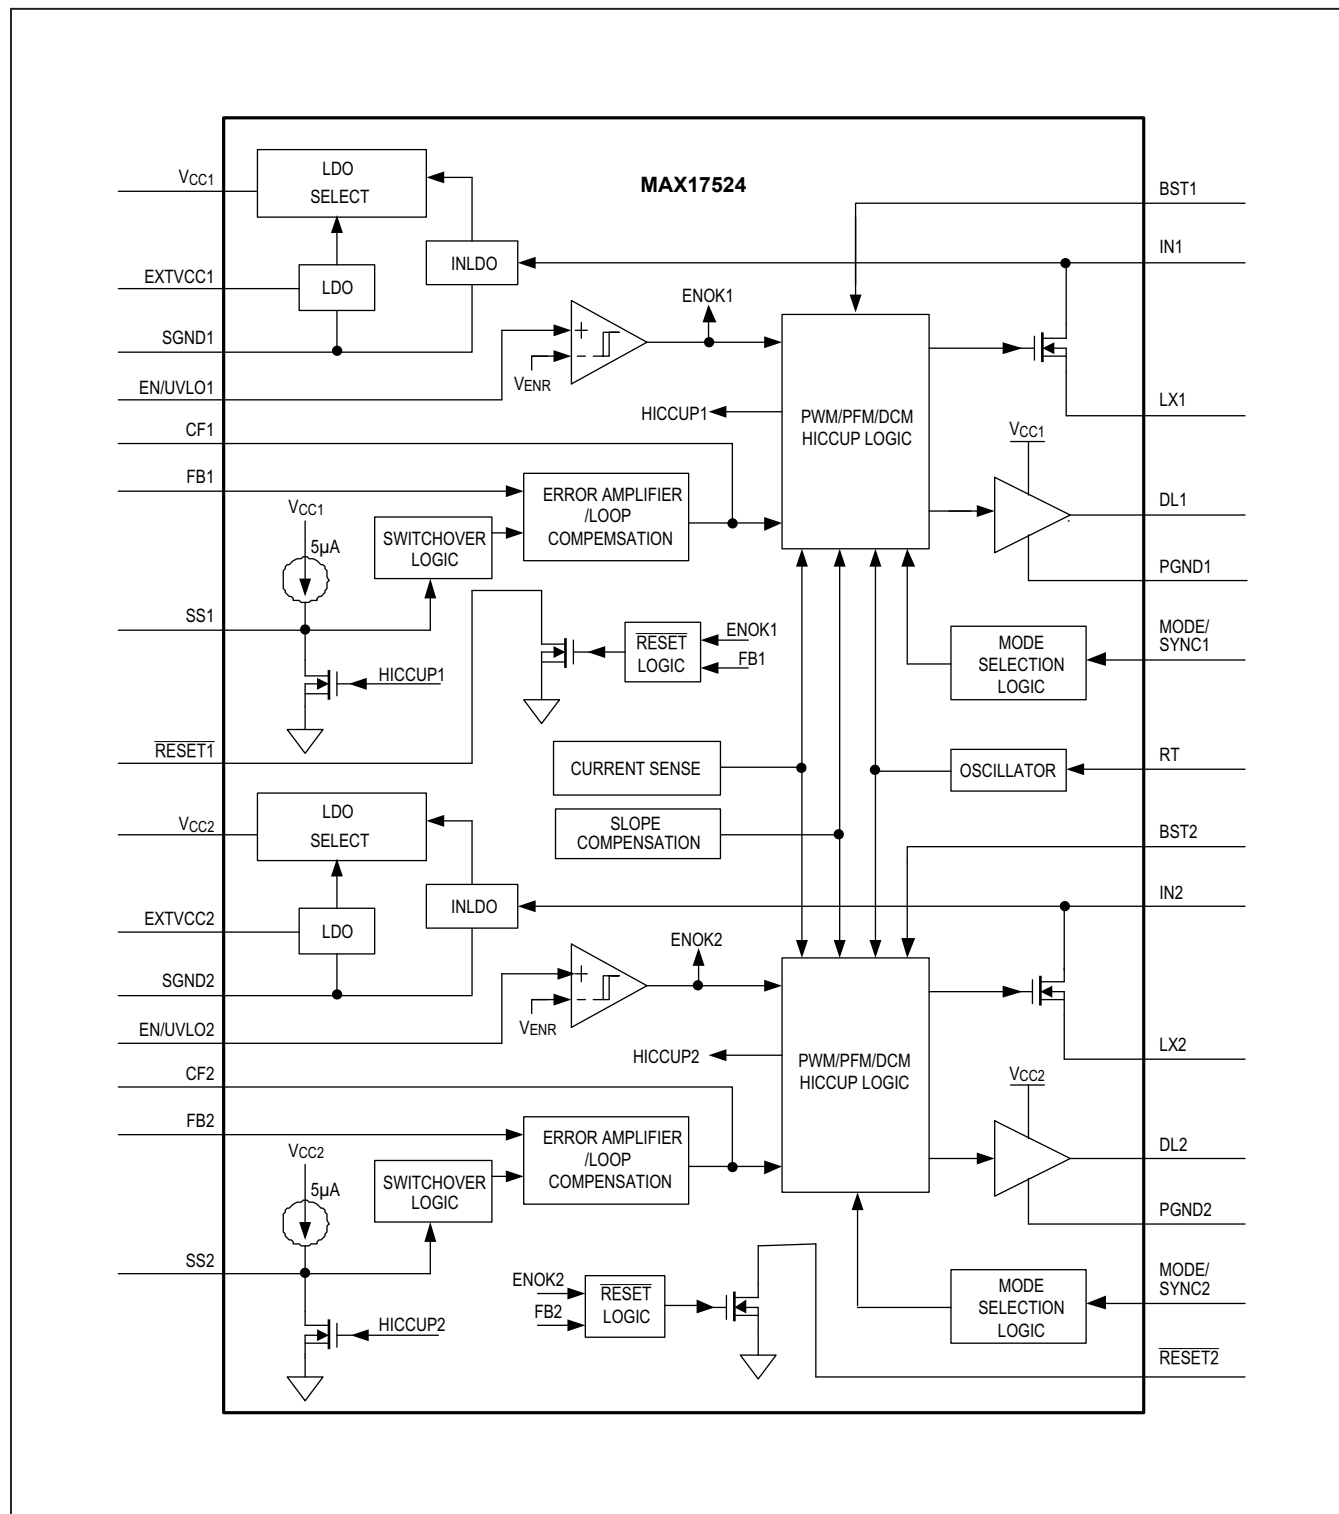 MAX17524
VCC1
LDO
SELECT
BST1
INLDO
IN1
EXTVCC1
LDO
ENOK1
SGND1
+
-
VENR
EN/UVLO1
LX1
HICCUP1
PWM/PFM/DCM
HICCUP LOGIC
CF1
VCC1
FB1
ERROR AMPLIFIER
/LOOP
COMPEMSATION
DL1
VCC1
5µA
SWITCHOVER
LOGIC
PGND1
SS1
ENOK1
RESET
LOGIC
FB1
MODE
SELECTION
LOGIC
MODE/
SYNC1
HICCUP1
RESET1
CURRENT SENSE
OSCILLATOR
RT
VCC2
LDO
SELECT
SLOPE
COMPENSATION
BST2
INLDO
IN2
EXTVCC2
LDO
ENOK2
SGND2
+
-
VENR
EN/UVLO2
LX2
HICCUP2
PWM/PFM/DCM
HICCUP LOGIC
CF2
VCC2
FB2
ERROR AMPLIFIER
/LOOP
COMPENSATION
DL2
VCC2
5µA
SWITCHOVER
LOGIC
PGND2
SS2
ENOK2
FB2
RESET
LOGIC
MODE
SELECTION
LOGIC
MODE/
SYNC2
HICCUP2
RESET2